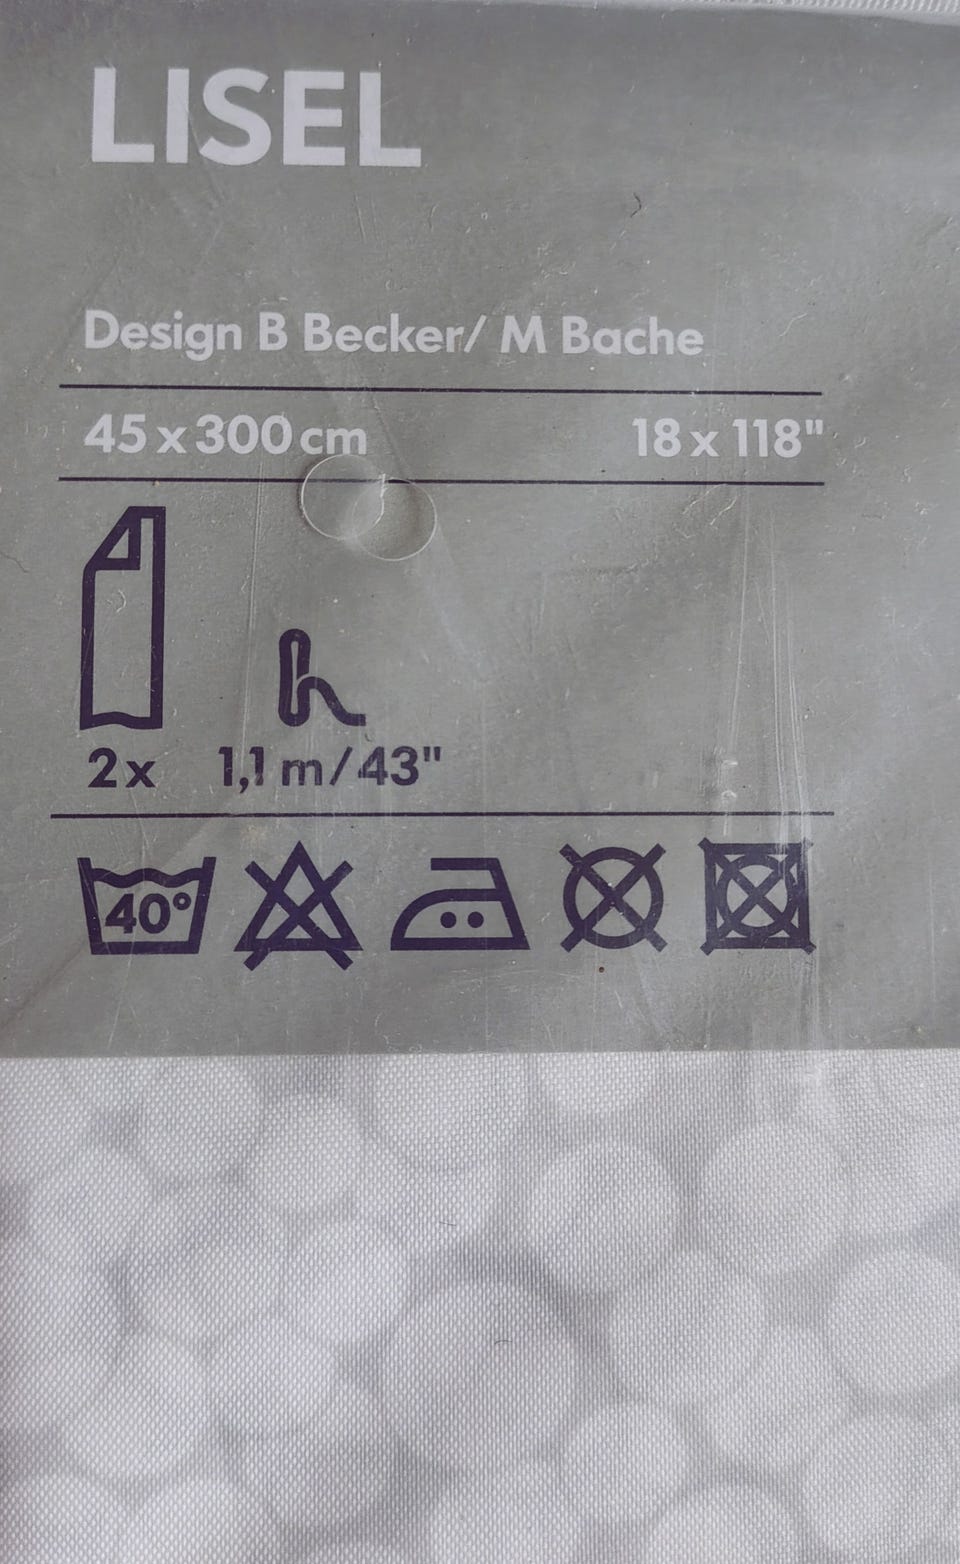 LISEL
Design B Becker/ M Bache
45 x 300 cm 18 x 118"
2x 1,1 m/43"
40°